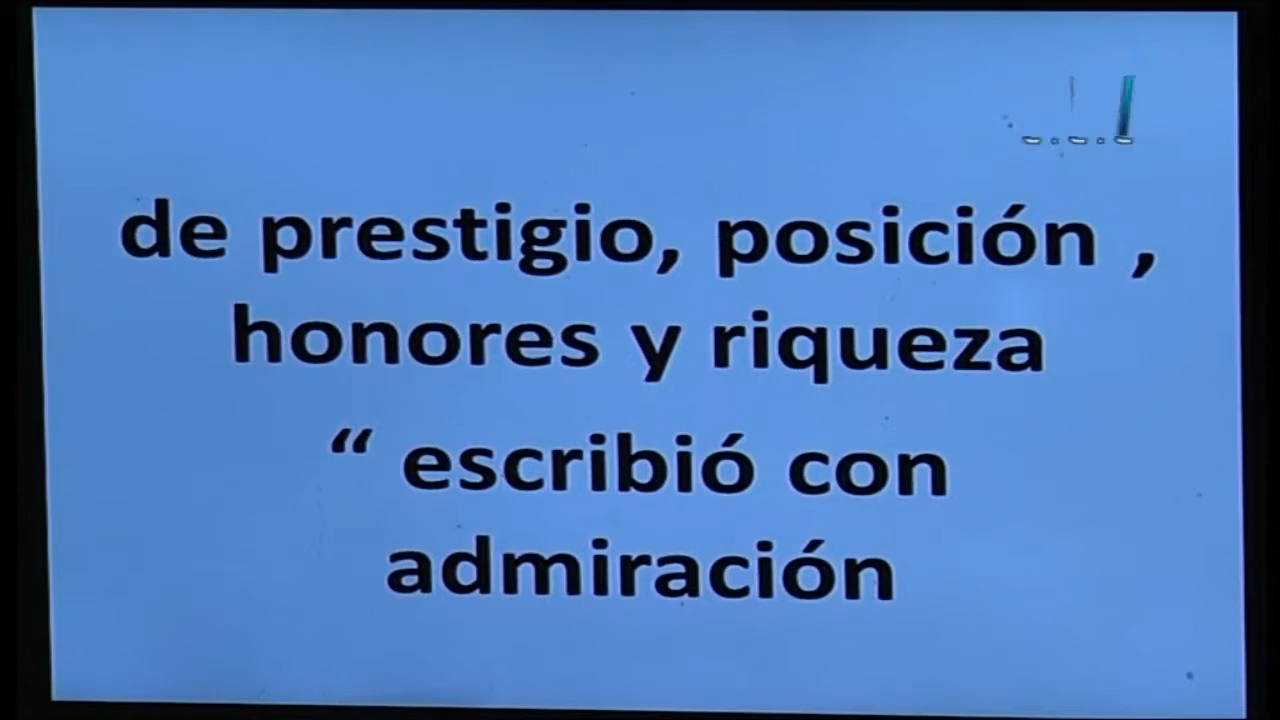 de prestigio, posición ,
honores y riqueza
“ escribió con
admiración